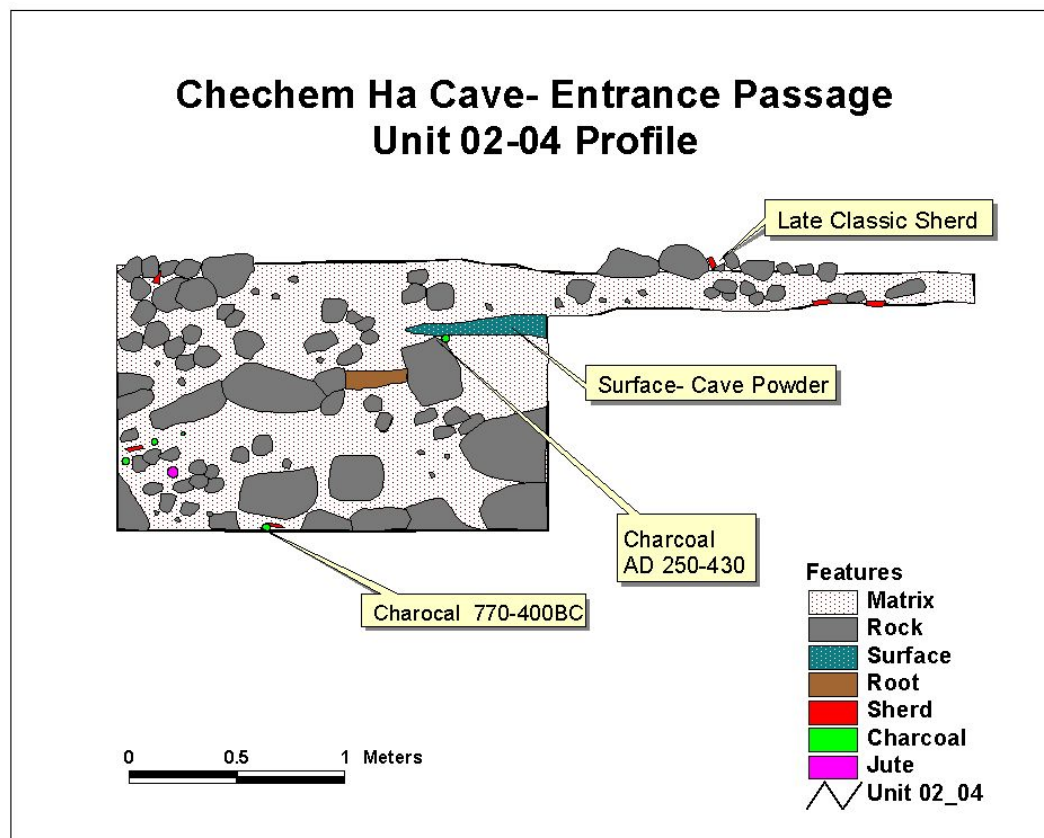 Chechem Ha Cave- Entrance Passage
Unit 02-04 Profile
Late Classic Sherd
Surface- Cave Powder
Charcoal
AD 250-430
Charocal 770-400BC
Features
Matrix
Rock
Surface
Root
Sherd
Charcoal
Jute
Unit 02_04
0 0.5 1 Meters